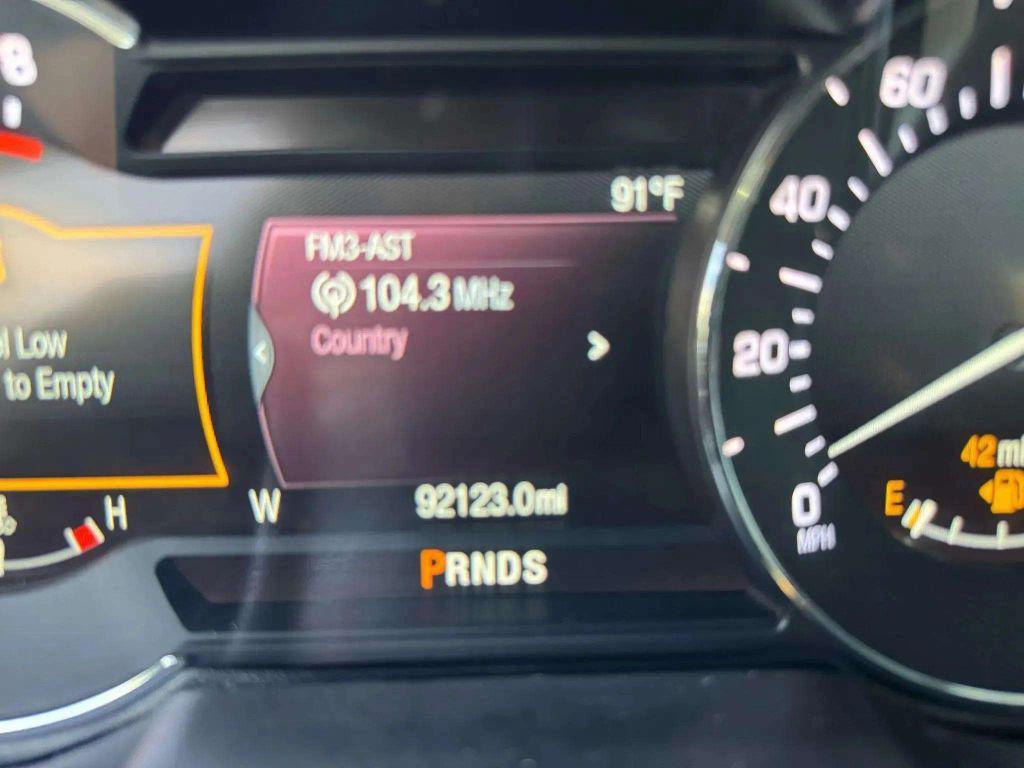 8
60
91°F
40
FM3-AST
104.3 MHz
Country
>
<
Low
to Empty
20
42 mi
E
H
W
92123.0mi
0
MPH
PRNDS